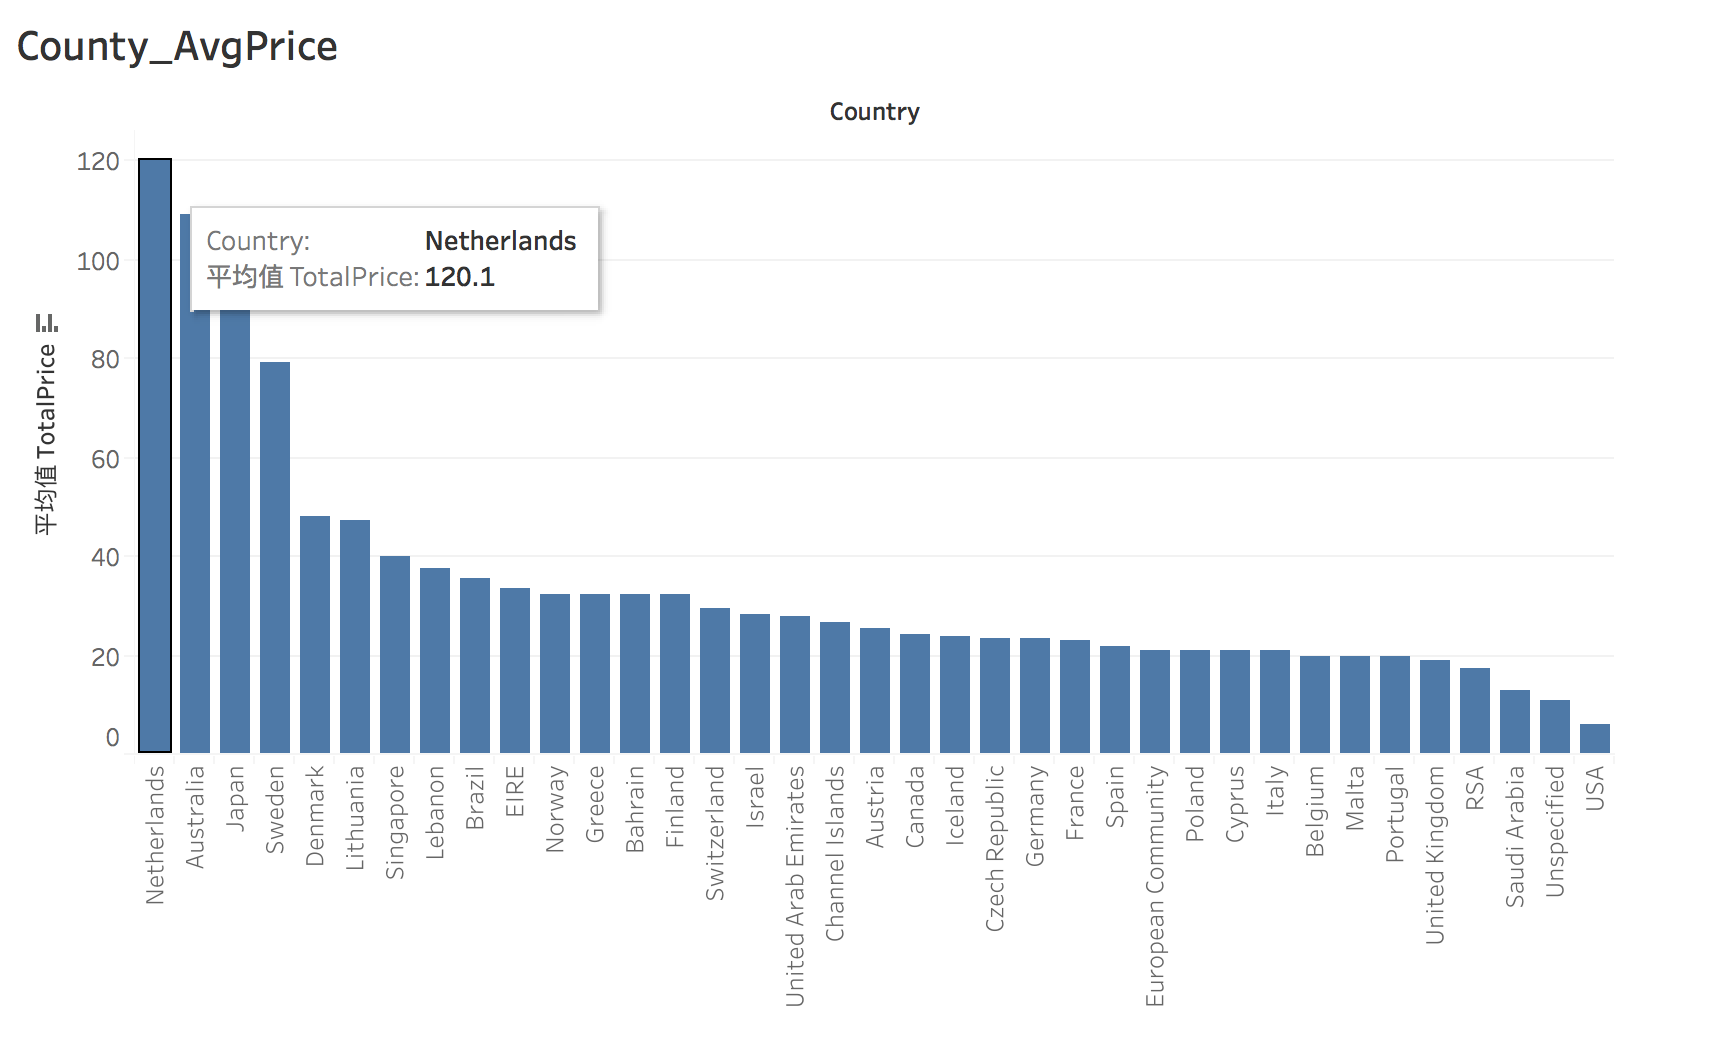 County_AvgPrice
Country
平均值 TotalPrice
120
100
80
60
40
20
0
Country: Netherlands
平均值 TotalPrice: 120.1
Netherlands
Australia
Japan
Sweden
Denmark
Lithuania
Singapore
Lebanon
Brazil
EIRE
Norway
Greece
Bahrain
Finland
Switzerland
Israel
United Arab Emirates
Channel Islands
Austria
Canada
Iceland
Czech Republic
Germany
France
Spain
European Community
Poland
Cyprus
Italy
Belgium
Malta
Portugal
United Kingdom
RSA
Saudi Arabia
Unspecified
USA